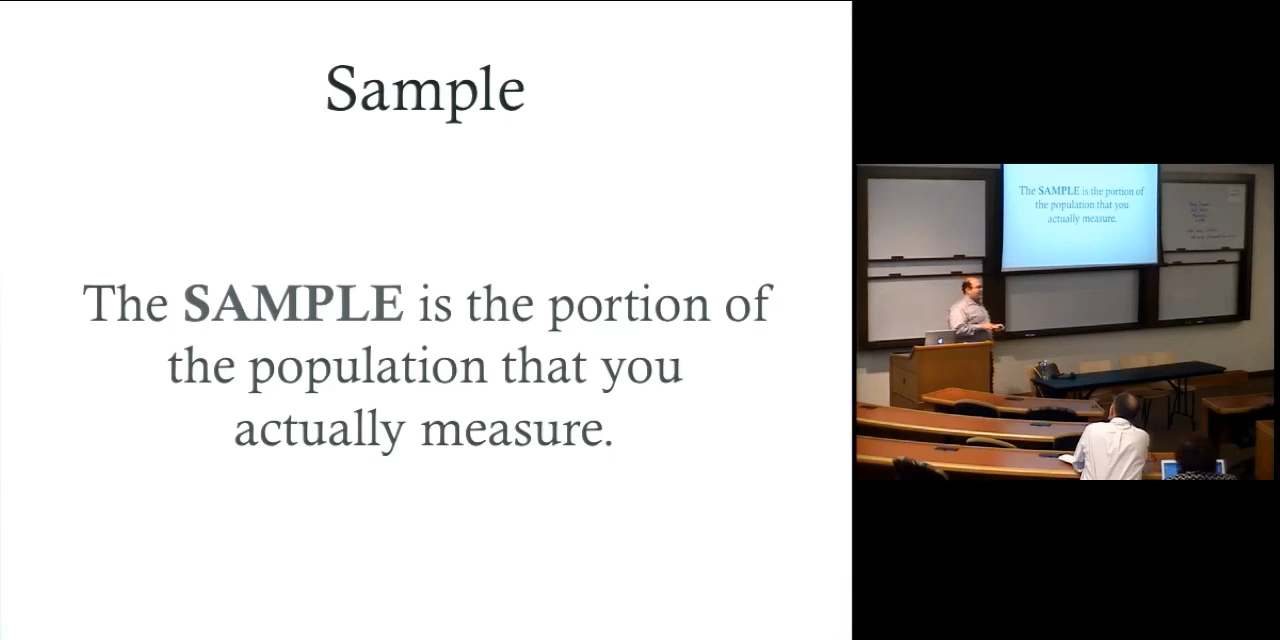 Sample
The SAMPLE is the portion of
the population that you
actually measure.
The SAMPLE is the portion of
the population that you
actually measure.